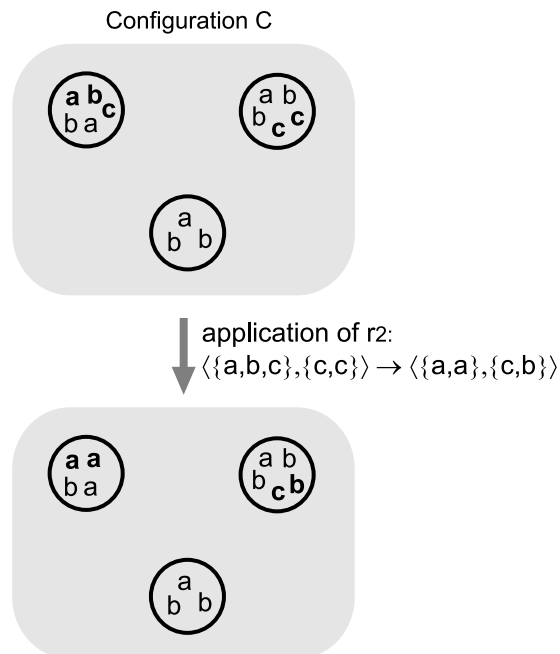 Configuration C
a b a b
c b
b a c c
a
b b
application of r2:
⟨{a,b,c},{c,c}⟩ → ⟨{a,a},{c,b}⟩
a a a b
b a b c b
a
b b